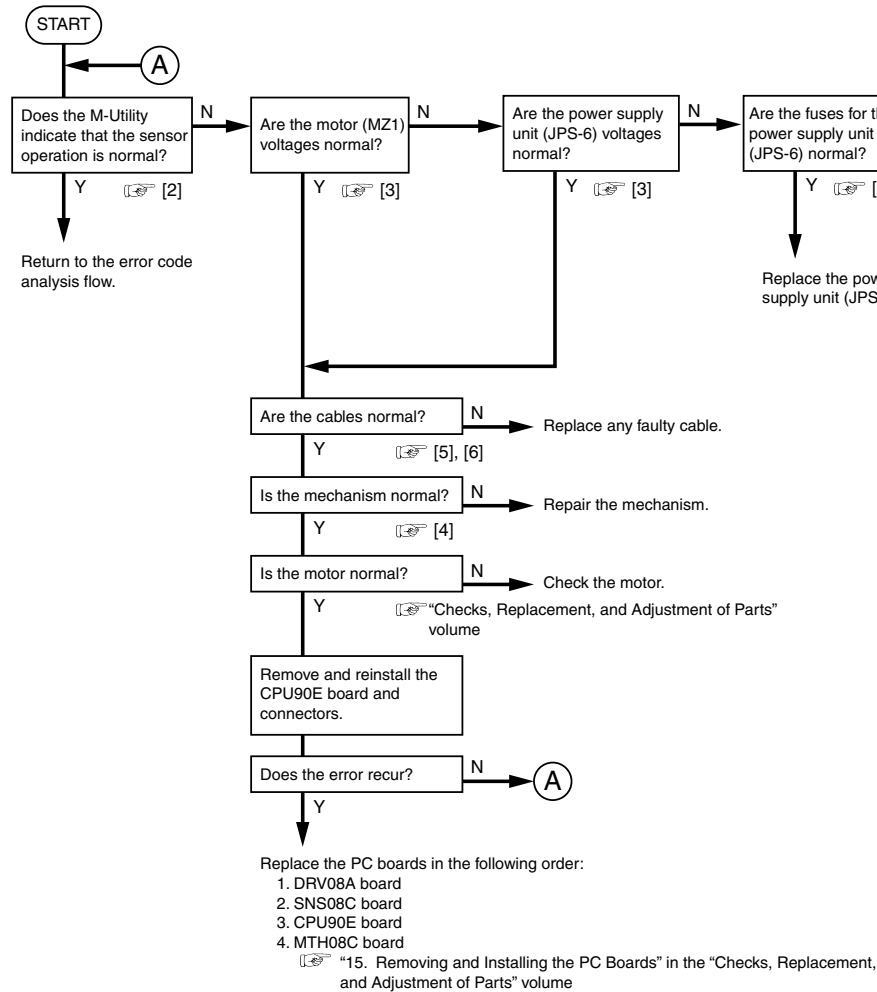 START
A
Does the M-Utility
indicate that the sensor
operation is normal?
N
Y
[2]
Return to the error code
analysis flow.
Are the motor (MZ1)
voltages normal?
N
Y
[3]
Are the power supply
unit (JPS-6) voltages
normal?
N
Y
[3]
Are the fuses for
power supply unit
(JPS-6) normal?
Y
[
Replace the
supply unit (JPS
Are the cables normal?
N
Replace any faulty cable.
Y
[5], [6]
Is the mechanism normal?
N
Repair the mechanism.
Y
[4]
Is the motor normal?
N
Check the motor.
Y
"Checks, Replacement, and Adjustment of Parts"
volume
Remove and reinstall the
CPU90E board and
connectors.
Does the error recur?
N
A
Y
Replace the PC boards in the following order:
1. DRV08A board
2. SNS08C board
3. CPU90E board
4. MTH08C board
"15. Removing and Installing the PC Boards" in the "Checks, Replacement,
and Adjustment of Parts" volume